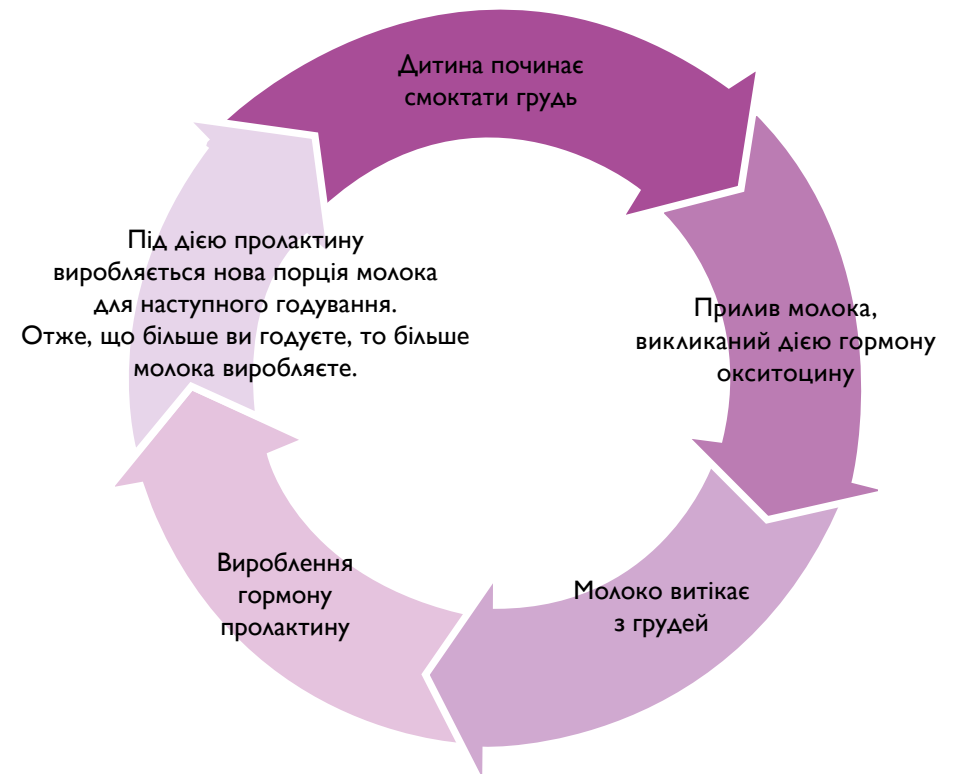 Дитина починає
смоктати грудь
Прилив молока,
викликаний дією гормону
окситоцину
Молоко витікає
з грудей
Вироблення
гормону
пролактину
Під дією пролактину
виробляється нова порція молока
для наступного годування.
Отже, що більше ви годуєте, то більше
молока виробляєте.